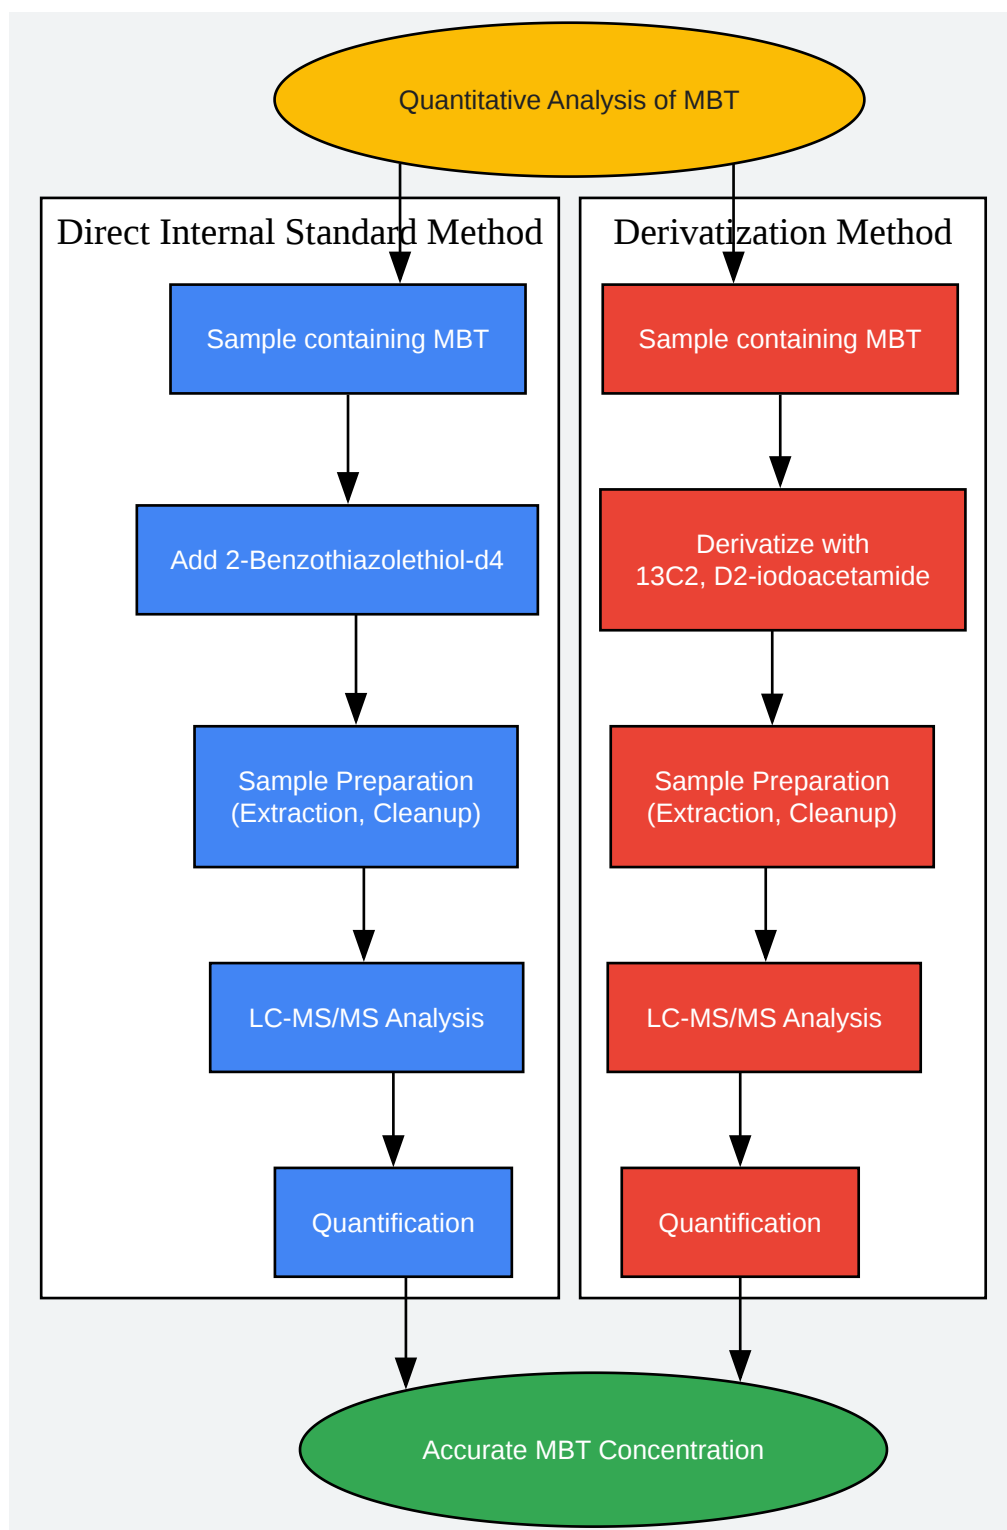 Quantitative Analysis of MBT
Direct Internal Standard Method
Sample containing MBT
Add 2-Benzothiazolethiol-d4
Sample Preparation
(Extraction, Cleanup)
LC-MS/MS Analysis
Quantification
Derivatization Method
Sample containing MBT
Derivatize with
13C2, D2-iodoacetamide
Sample Preparation
(Extraction, Cleanup)
LC-MS/MS Analysis
Quantification
Accurate MBT Concentration